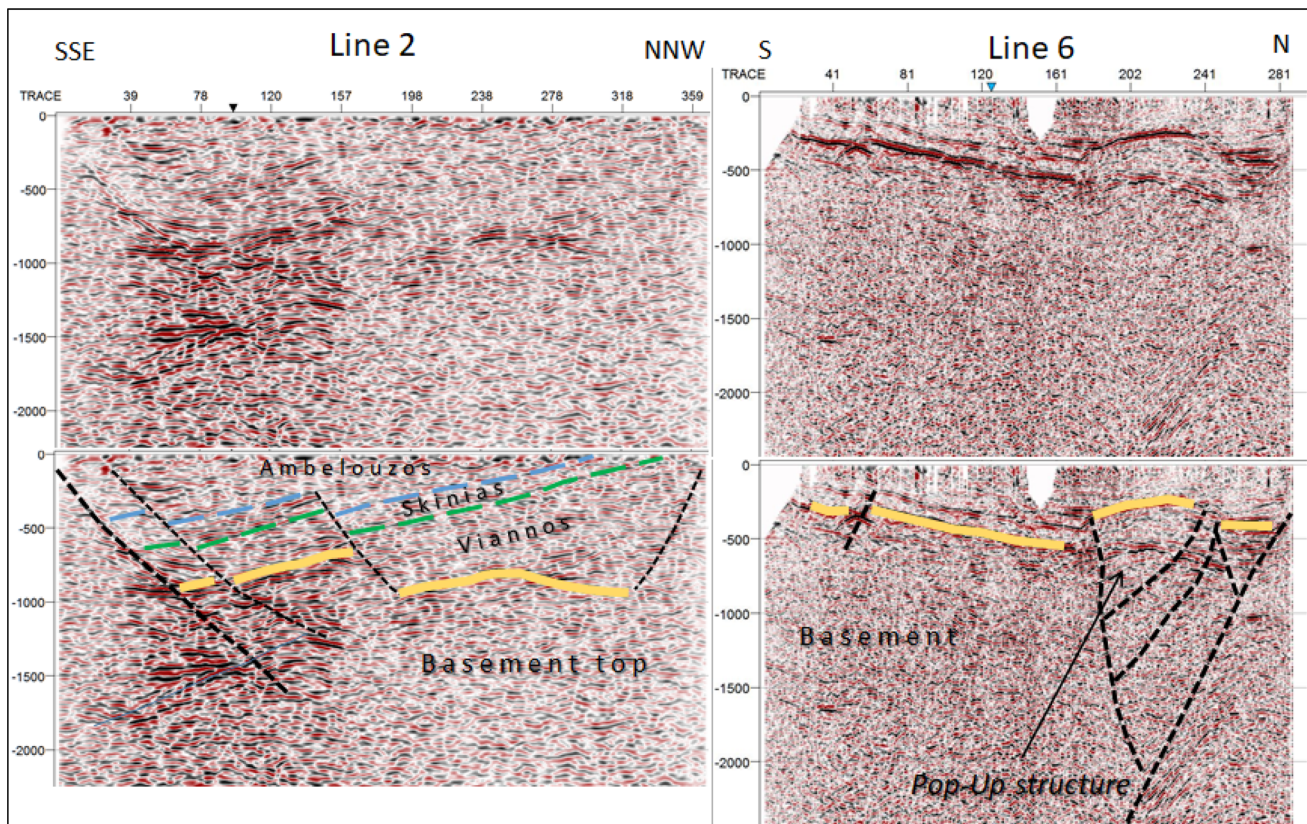 Line 2
SSE
NNW
TRACE 39 78 120 157 198 238 278 318 359
0
-500
-1000
-1500
-2000
0
-500
-1000
-1500
-2000
Ambelouzos
Skinias
Viannos
Basement top
Line 6
S
N
TRACE 41 81 120 161 202 241 281
0
-500
-1000
-1500
-2000
0
-500
-1000
-1500
-2000
Basement
Pop-Up structure